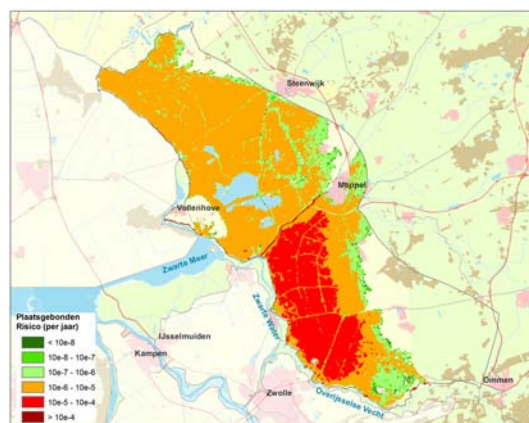 Steenwijk
Meppel
Vollenhove
Zwarte Meer
Zwarte Water
IJsselmuiden
Kampen
Zwolle
Overijsselse Vecht
Ommen
Plaatsgebonden
Risico (per jaar)
< 10e-8
10e-8 - 10e-7
10e-7 - 10e-6
10e-6 - 10e-5
10e-5 - 10e-4
> 10e-4